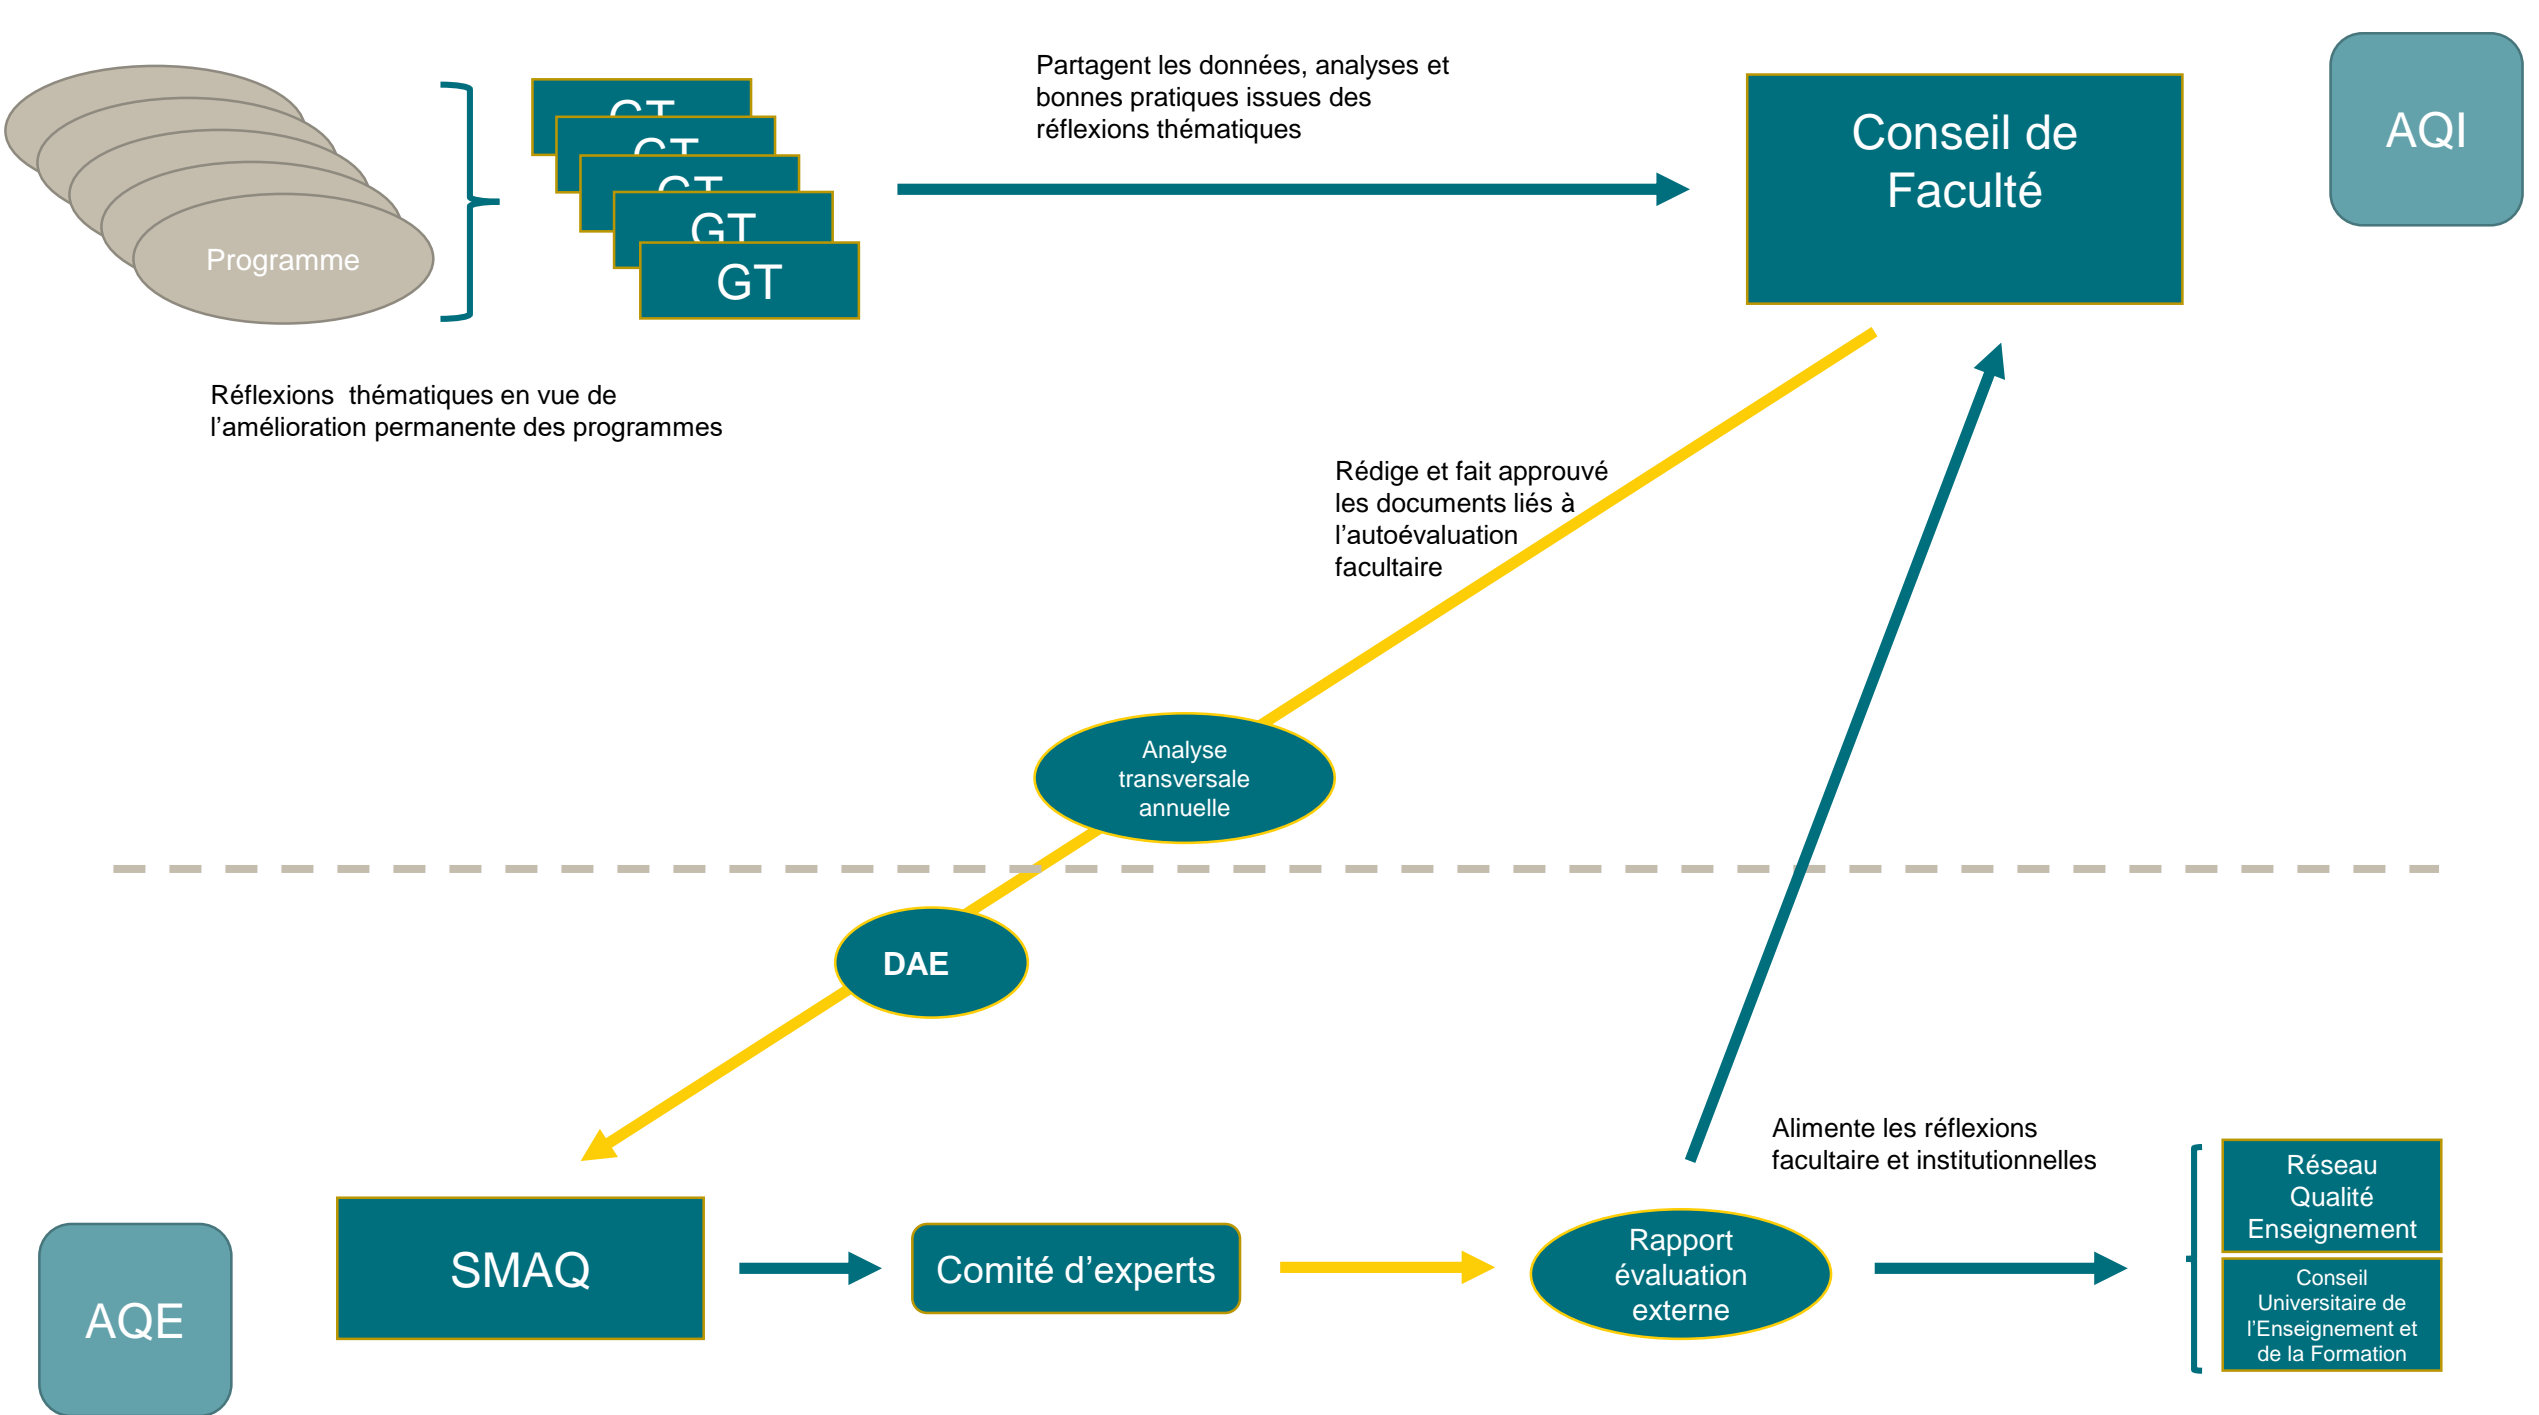 Programme
GT
GT
GT
GT
GT
Partagent les données, analyses et
bonnes pratiques issues des
réflexions thématiques
Conseil de
Faculté
AQI
Réflexions  thématiques en vue de
l’amélioration permanente des programmes
Rédige et fait approuvé
les documents liés à
l’autoévaluation
facultaire
Analyse
transversale
annuelle
DAE
Alimente les réflexions
facultaire et institutionnelles
AQE
SMAQ
Comité d’experts
Rapport
évaluation
externe
Réseau
Qualité
Enseignement
Conseil
Universitaire de
l’Enseignement et
de la Formation